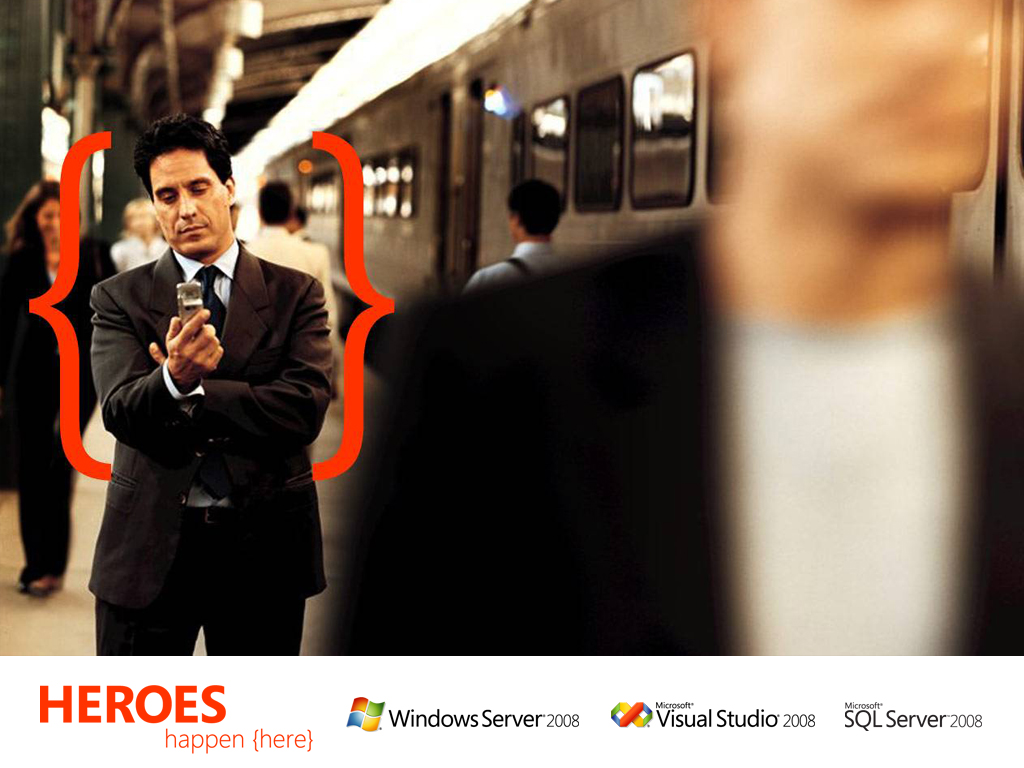 { }
HEROES
happen {here}
Windows Server 2008
Microsoft®
Visual Studio® 2008
Microsoft®
SQL Server 2008